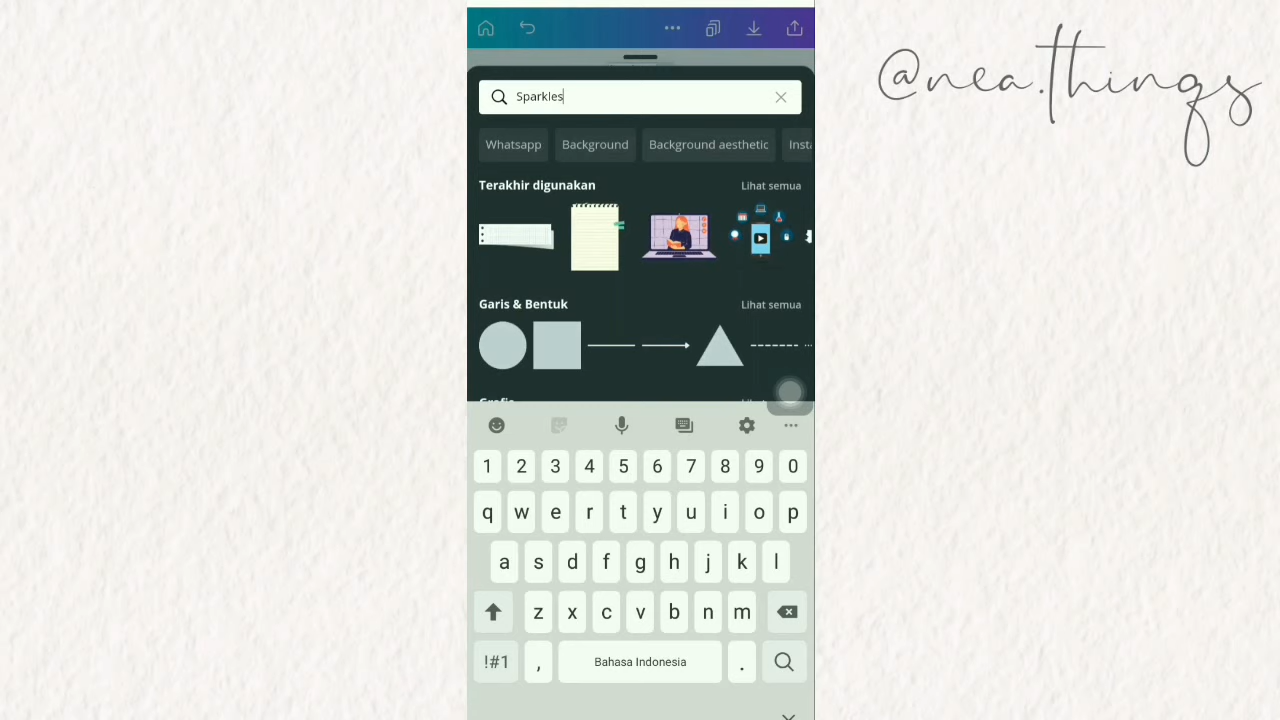 @nea.things
Sparkles
Whatsapp Background Background aesthetic Insta
Terakhir digunakan Lihat semua
Garis & Bentuk Lihat semua
1 2 3 4 5 6 7 8 9 0
q w e r t y u i o p
a s d f g h j k l
z x c v b n m
!#1 , Bahasa Indonesia .